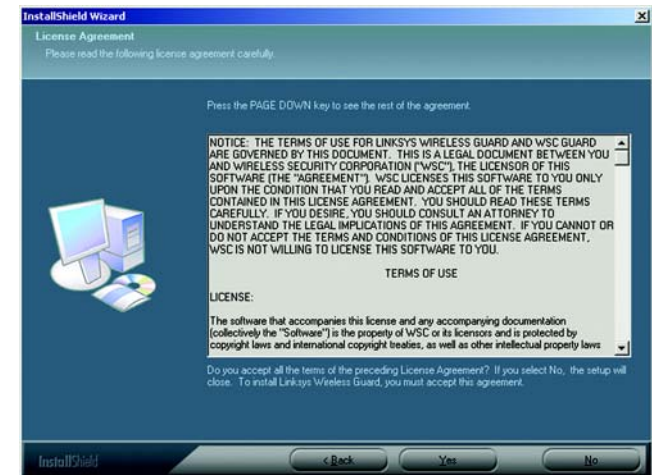 InstallShield Wizard
License Agreement
Please read the following license agreement carefully.
Press the PAGE DOWN key to see the rest of the agreement.
NOTICE: THE TERMS OF USE FOR LINKSYS WIRELESS GUARD AND WSC GUARD
ARE GOVERNED BY THIS DOCUMENT. THIS IS A LEGAL DOCUMENT BETWEEN YOU
AND WIRELESS SECURITY CORPORATION ("WSC"), THE LICENSOR OF THIS
SOFTWARE (THE "AGREEMENT"). WSC LICENSES THIS SOFTWARE TO YOU ONLY
UPON THE CONDITION THAT YOU READ AND ACCEPT ALL OF THE TERMS
CONTAINED IN THIS LICENSE AGREEMENT. YOU SHOULD READ THESE TERMS
CAREFULLY. IF YOU DESIRE, YOU SHOULD CONSULT AN ATTORNEY TO
UNDERSTAND THE LEGAL IMPLICATIONS OF THIS AGREEMENT. IF YOU CANNOT OR
DO NOT ACCEPT THE TERMS AND CONDITIONS OF THIS LICENSE AGREEMENT,
WSC IS NOT WILLING TO LICENSE THIS SOFTWARE TO YOU.
TERMS OF USE
LICENSE:
The software that accompanies this license and any accompanying documentation
(collectively the "Software") is the property of WSC or its licensors and is protected by
copyright laws and international copyright treaties, as well as other intellectual property laws
Do you accept all the terms of the preceding License Agreement? If you select No, the setup will
close. To install Linksys Wireless Guard, you must accept this agreement.
InstallShield
< Back
Yes
No